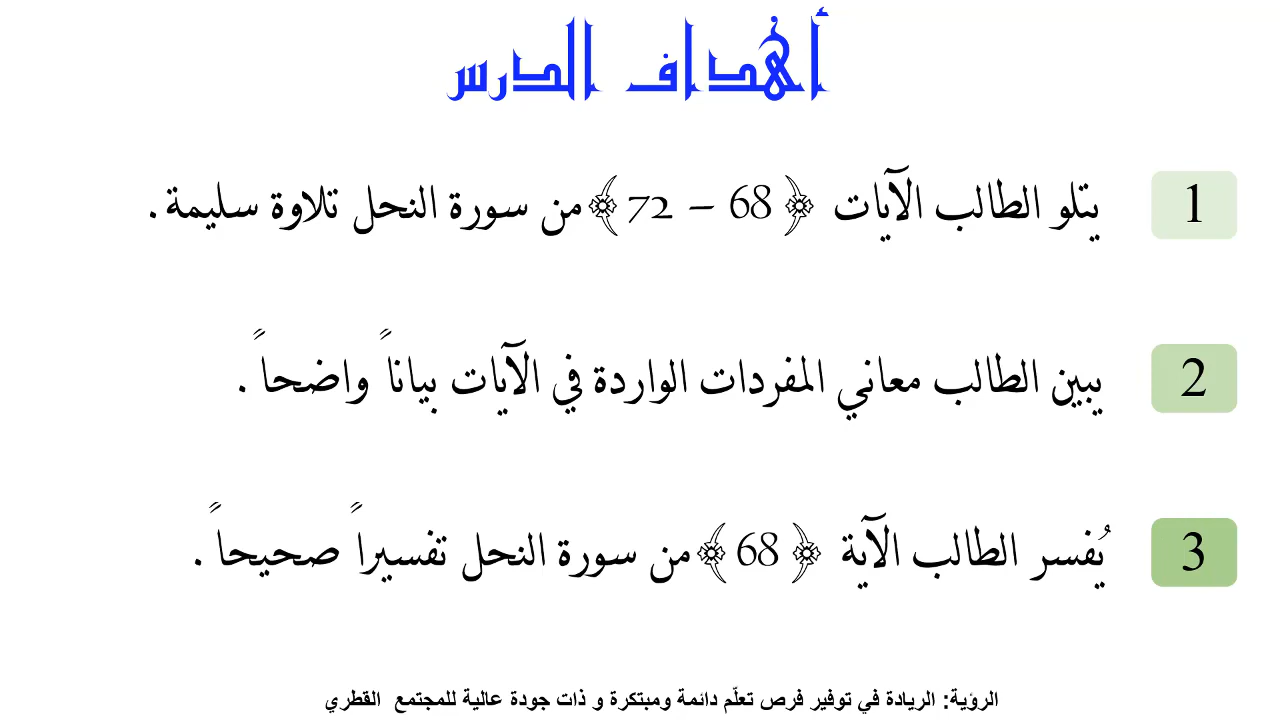 أهداف الدرس
1 يتلو الطالب الآيات ﴿ 68 – 72 ﴾ من سورة النحل تلاوة سليمة.
2 يبين الطالب معاني المفردات الواردة في الآيات بياناً واضحاً.
3 يُفسر الطالب الآية ﴿ 68 ﴾ من سورة النحل تفسيراً صحيحاً.
الرؤية: الريادة في توفير فرص تعلّم دائمة ومبتكرة و ذات جودة عالية للمجتمع القطري